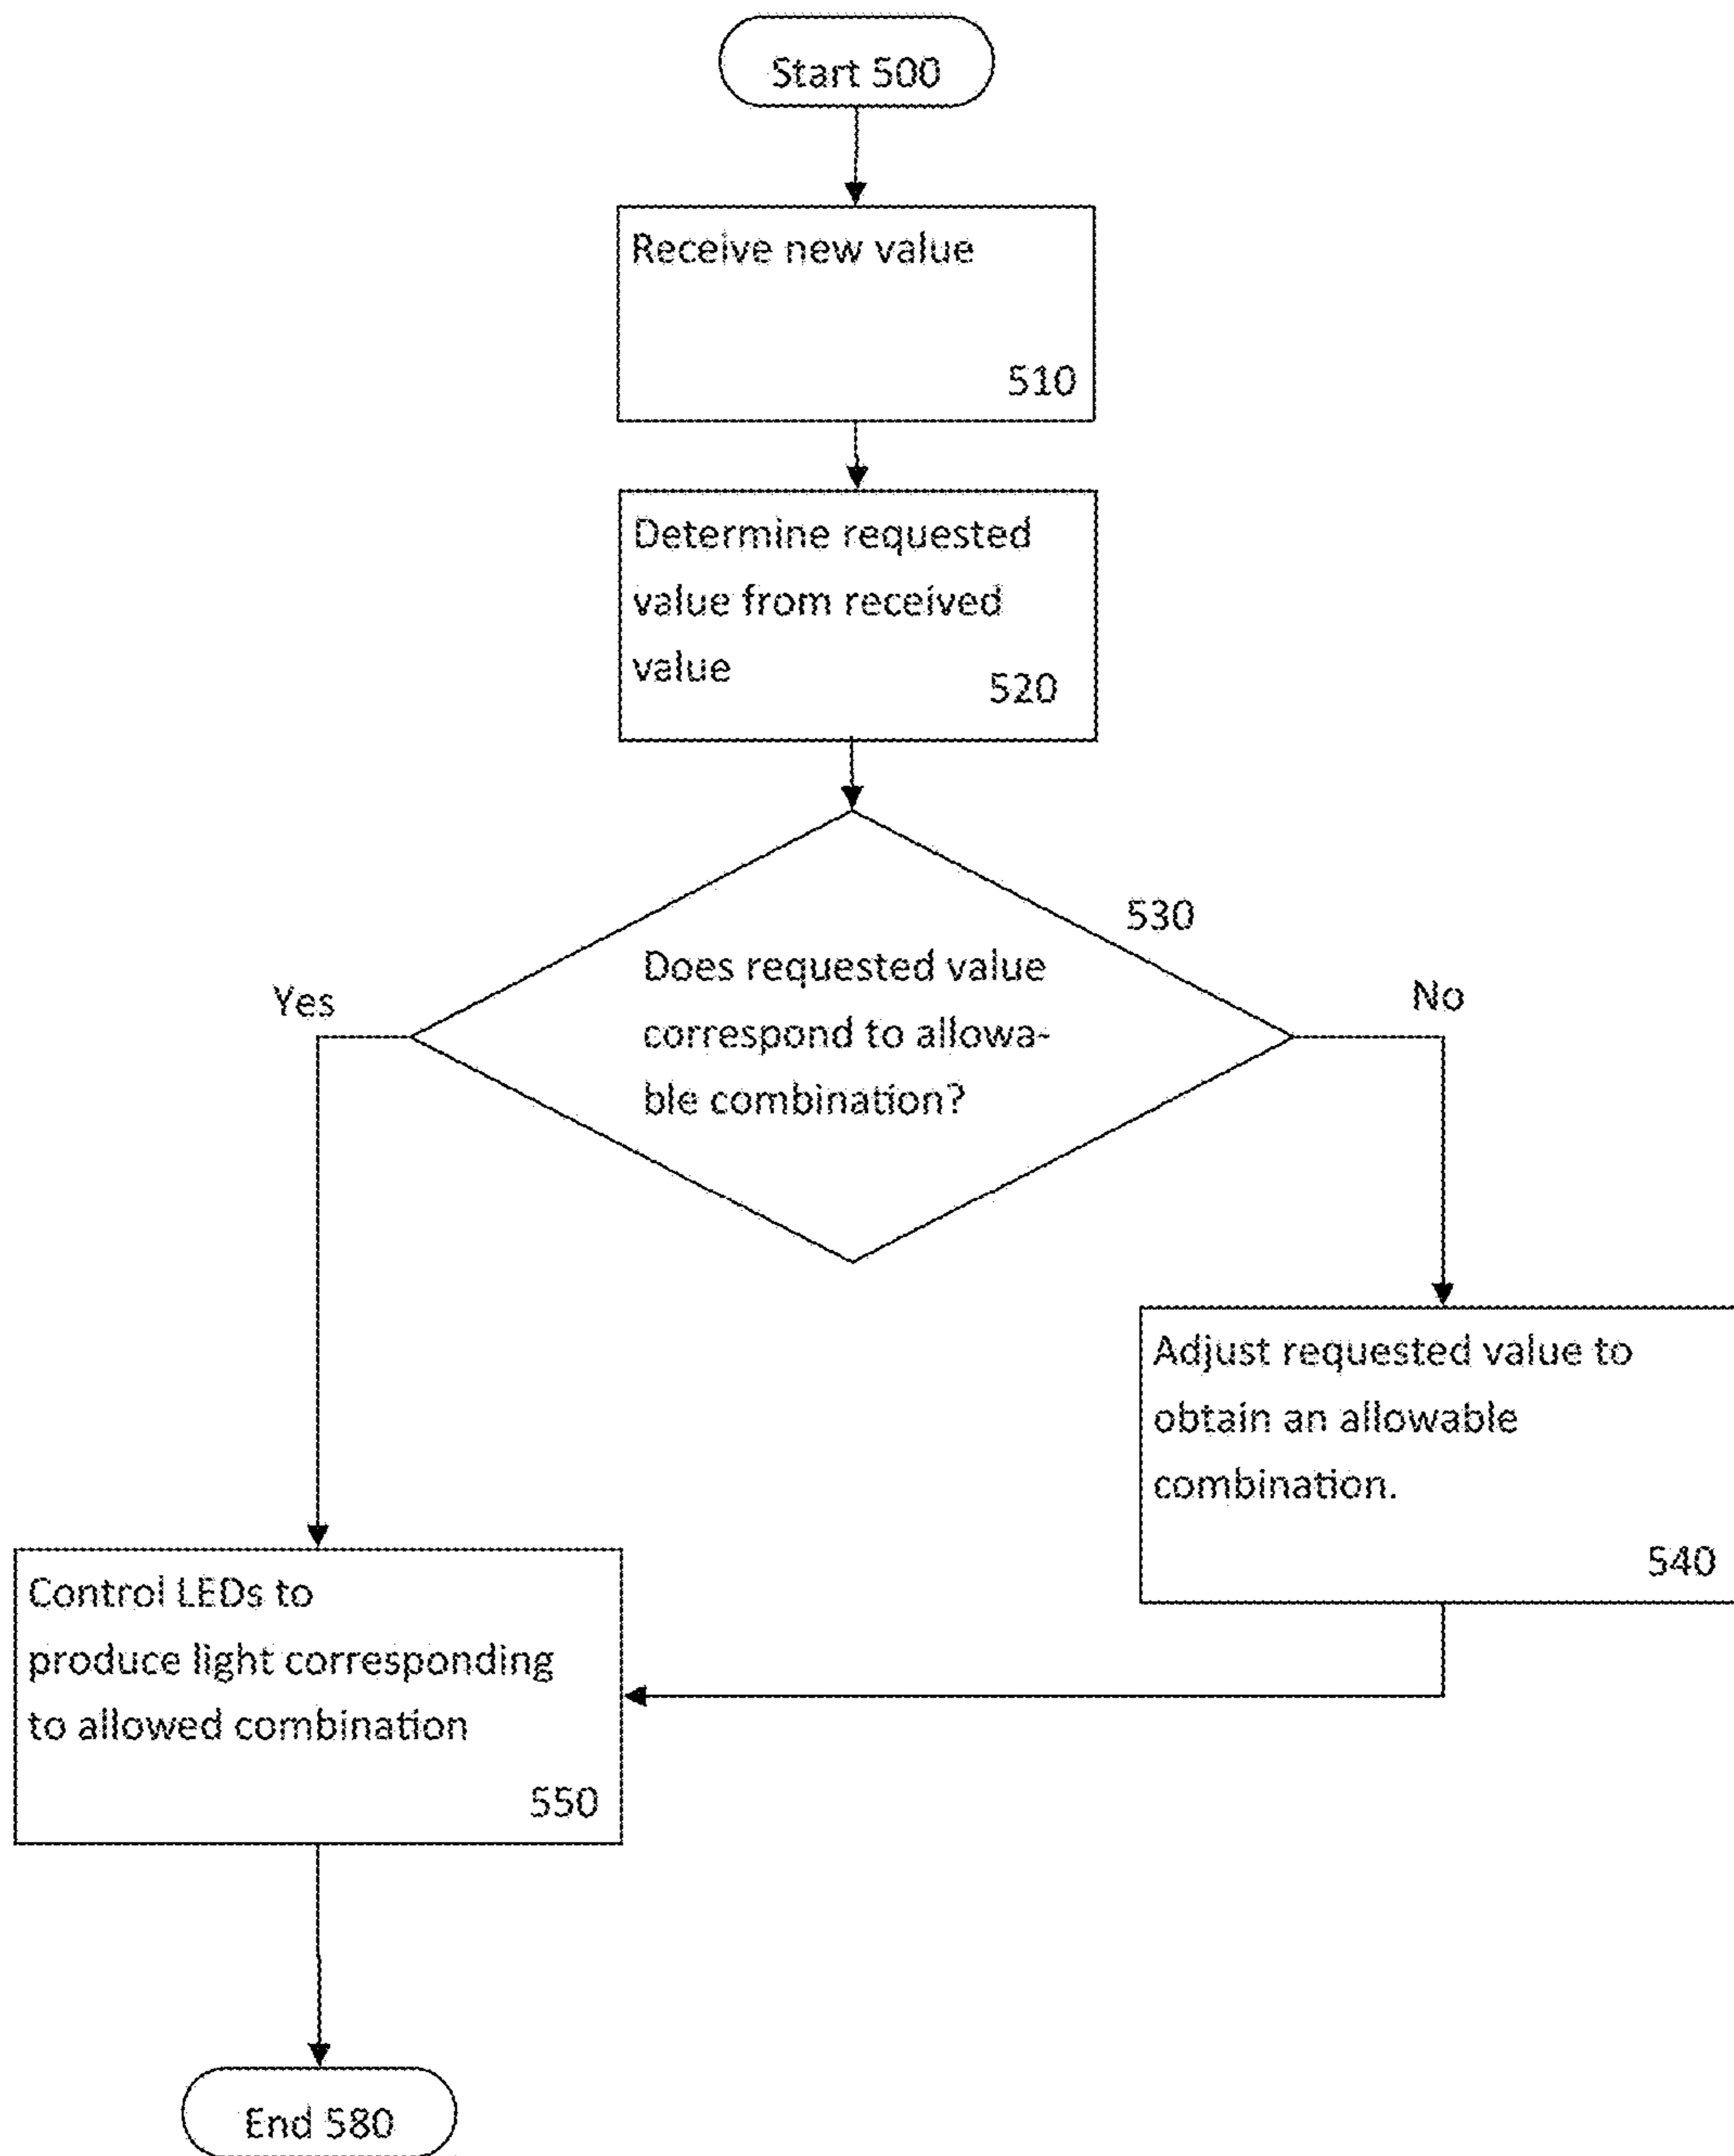 Start 500
Receive new value
510
Determine requested
value from received
value
520
530
Does requested value
correspond to allowa-
ble combination?
Yes
No
Adjust requested value to
obtain an allowable
combination.
540
Control LEDs to
produce light corresponding
to allowed combination
550
End 580